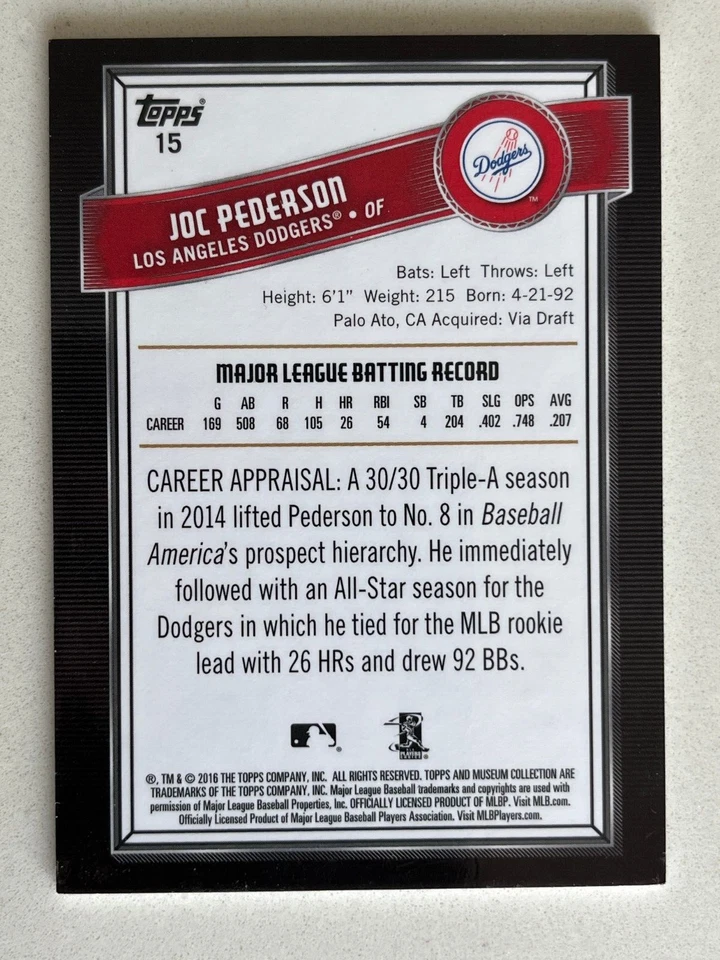 Topps®
15
Dodgers
TM
JOC PEDERSON
LOS ANGELES DODGERS® • OF
Bats: Left Throws: Left
Height: 6'1" Weight: 215 Born: 4-21-92
Palo Ato, CA Acquired: Via Draft
MAJOR LEAGUE BATTING RECORD
G AB R H HR RBI SB TB SLG OPS AVG
CAREER 169 508 68 105 26 54 4 204 .402 .748 .207
CAREER APPRAISAL: A 30/30 Triple-A season
in 2014 lifted Pederson to No. 8 in Baseball
America's prospect hierarchy. He immediately
followed with an All-Star season for the
Dodgers in which he tied for the MLB rookie
lead with 26 HRs and drew 92 BBs.
®, TM & © 2016 THE TOPPS COMPANY, INC. ALL RIGHTS RESERVED. TOPPS AND MUSEUM COLLECTION ARE
TRADEMARKS OF THE TOPPS COMPANY, INC. Major League Baseball trademarks and copyrights are used with
permission of Major League Baseball Properties, Inc. OFFICIALLY LICENSED PRODUCT OF MLBP. Visit MLB.com.
Officially Licensed Product of Major League Baseball Players Association. Visit MLBPlayers.com.